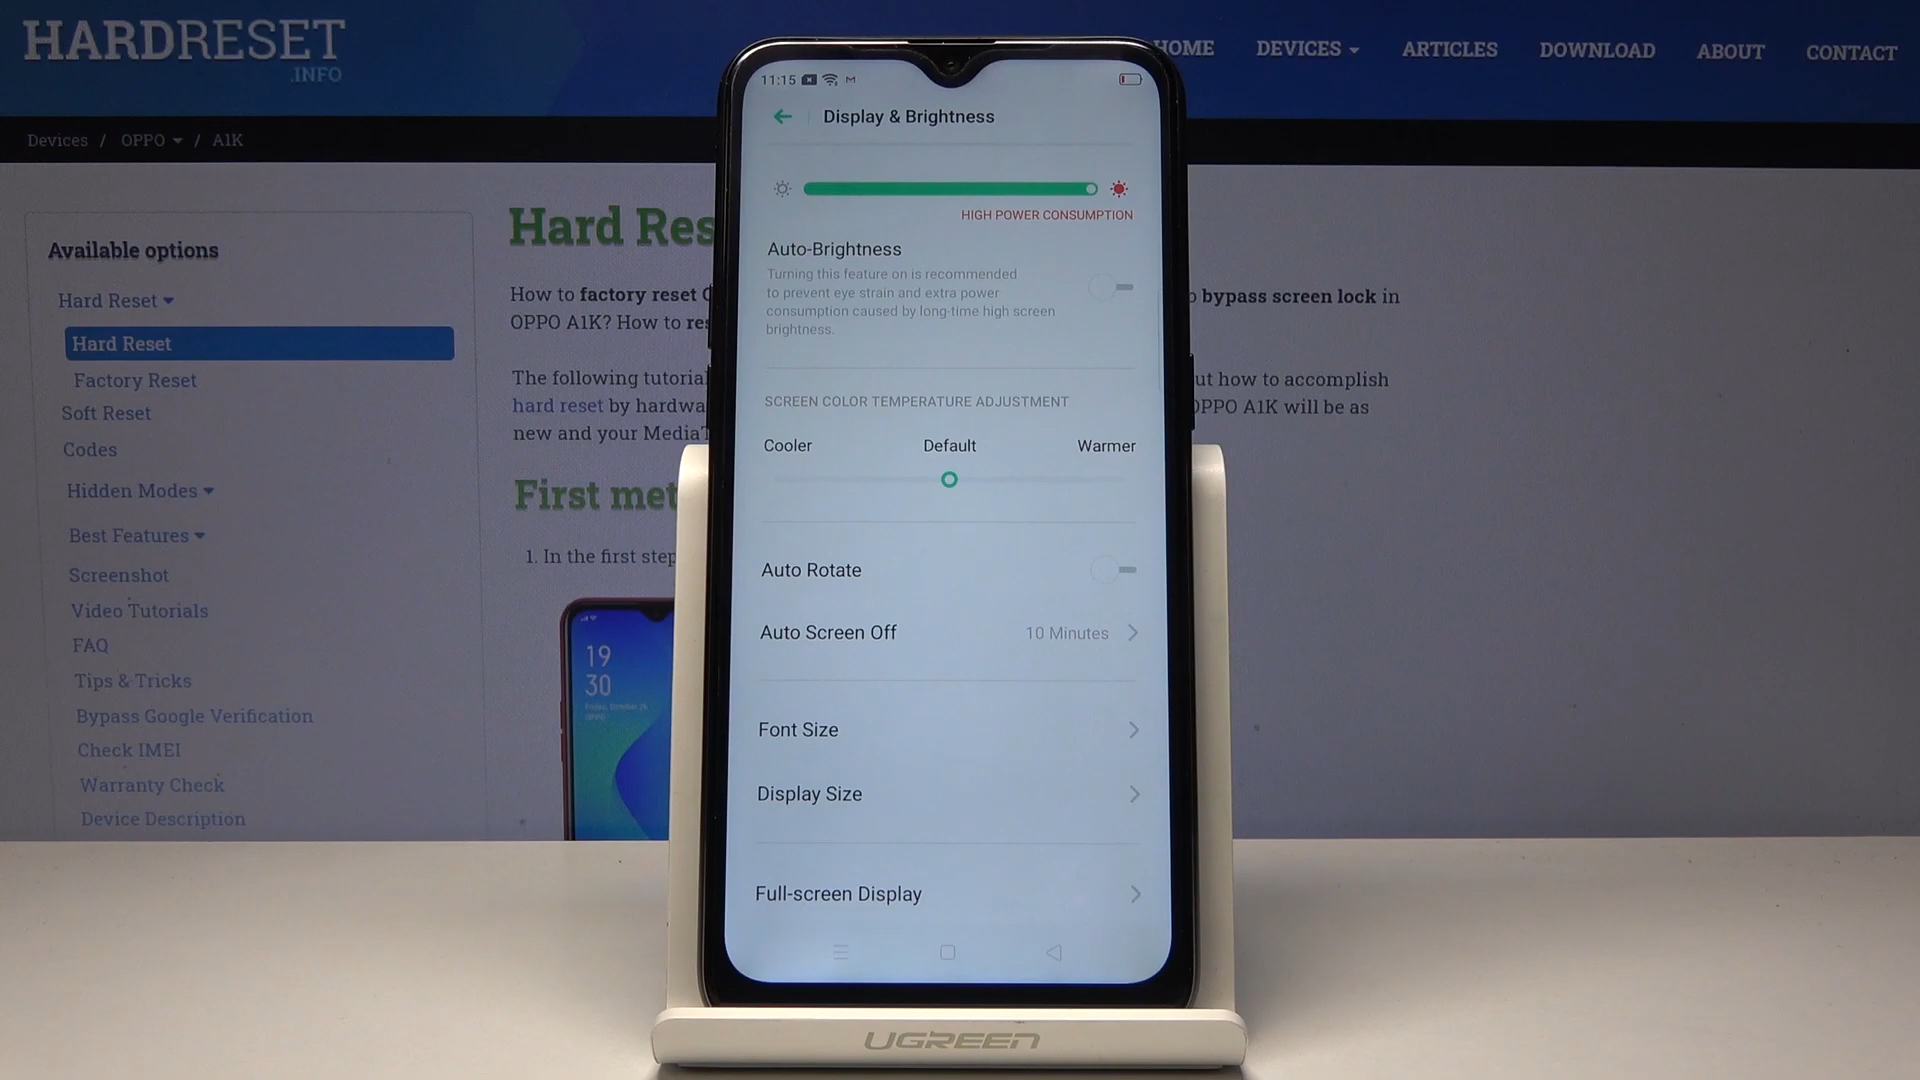 HARDRESET
.INFO
HOME DEVICES ARTICLES DOWNLOAD ABOUT CONTACT
Devices / OPPO / A1K
Available options
Hard Reset
Hard Reset
Factory Reset
Soft Reset
Codes
Hidden Modes
Best Features
Screenshot
Video Tutorials
FAQ
Tips & Tricks
Bypass Google Verification
Check IMEI
Warranty Check
Device Description
Hard Res
How to factory reset
bypass screen lock in
OPPO A1K? How to res
The following tutorial
ut how to accomplish
hard reset by hardwa
OPPO A1K will be as
new and your MediaT
First met
1. In the first step
19
30
11:15
Display & Brightness
HIGH POWER CONSUMPTION
Auto-Brightness
Turning this feature on is recommended
to prevent eye strain and extra power
consumption caused by long-time high screen
brightness.
SCREEN COLOR TEMPERATURE ADJUSTMENT
Cooler Default Warmer
Auto Rotate
Auto Screen Off 10 Minutes
Font Size
Display Size
Full-screen Display
UGREEN